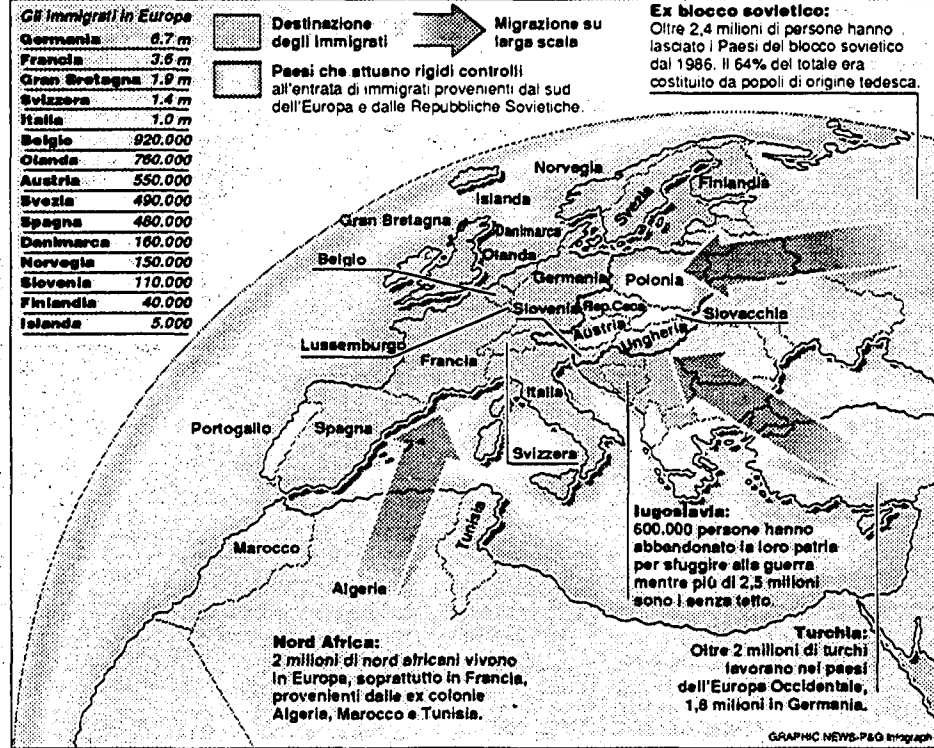 Gli immigrati in Europa
Germania 6.7 m
Francia 3.6 m
Gran Bretagna 1.9 m
Svizzera 1.4 m
Italia 1.0 m
Belgio 920.000
Olanda 760.000
Austria 550.000
Svezia 490.000
Spagna 480.000
Danimarca 160.000
Norvegia 150.000
Slovenia 110.000
Finlandia 40.000
Islanda 5.000
Destinazione
degli immigrati
Migrazione su
larga scala
Paesi che attuano rigidi controlli
all'entrata di immigrati provenienti dal sud
dell'Europa e dalle Repubbliche Sovietiche.
Ex blocco sovietico:
Oltre 2,4 milioni di persone hanno
lasciato i Paesi del blocco sovietico
dal 1986. Il 64% del totale era
costituito da popoli di origine tedesca.
Norvegia
Islanda
Svezia
Finlandia
Gran Bretagna
Danimarca
Olanda
Belgio
Germania
Polonia
Slovenia
Rep.Ceca
Slovacchia
Austria
Ungheria
Lussemburgo
Francia
Italia
Portogallo
Spagna
Svizzera
Marocco
Tunisia
Algeria
Iugoslavia:
600.000 persone hanno
abbandonato la loro patria
per sfuggire alla guerra
mentre più di 2,5 milioni
sono i senza tetto.
Nord Africa:
2 milioni di nord africani vivono
in Europa, soprattutto in Francia,
provenienti dalle ex colonie
Algeria, Marocco e Tunisia.
Turchia:
Oltre 2 milioni di turchi
lavorano nei paesi
dell'Europa Occidentale,
1,8 milioni in Germania.
GRAPHIC NEWS-P&G Infograph